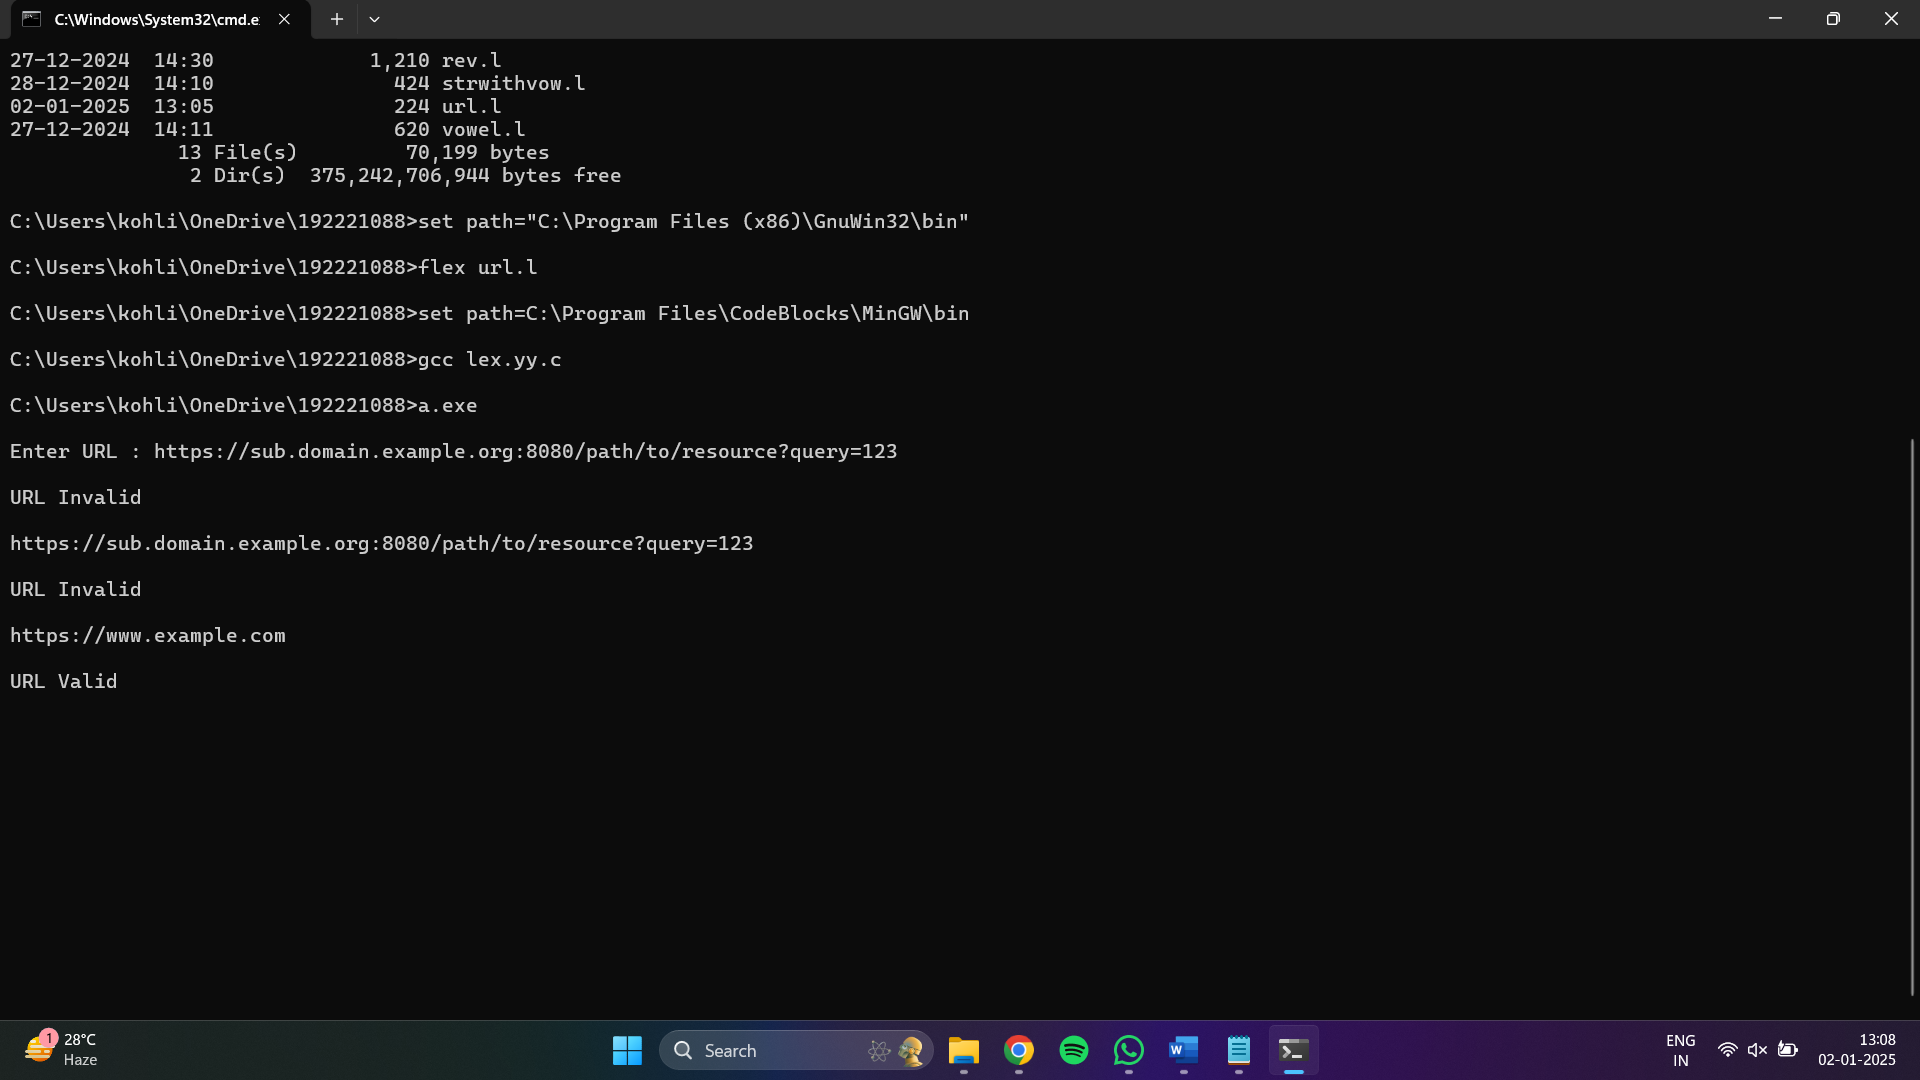 C:\Windows\System32\cmd.e
27-12-2024  14:30             1,210 rev.l
28-12-2024  14:10               424 strwithvow.l
02-01-2025  13:05               224 url.l
27-12-2024  14:11               620 vowel.l
              13 File(s)         70,199 bytes
               2 Dir(s)  375,242,706,944 bytes free
C:\Users\kohli\OneDrive\192221088>set path="C:\Program Files (x86)\GnuWin32\bin"
C:\Users\kohli\OneDrive\192221088>flex url.l
C:\Users\kohli\OneDrive\192221088>set path=C:\Program Files\CodeBlocks\MinGW\bin
C:\Users\kohli\OneDrive\192221088>gcc lex.yy.c
C:\Users\kohli\OneDrive\192221088>a.exe
Enter URL : https://sub.domain.example.org:8080/path/to/resource?query=123
URL Invalid
https://sub.domain.example.org:8080/path/to/resource?query=123
URL Invalid
https://www.example.com
URL Valid
1
28°C
Haze
Search
W
ENG
IN
13:08
02-01-2025